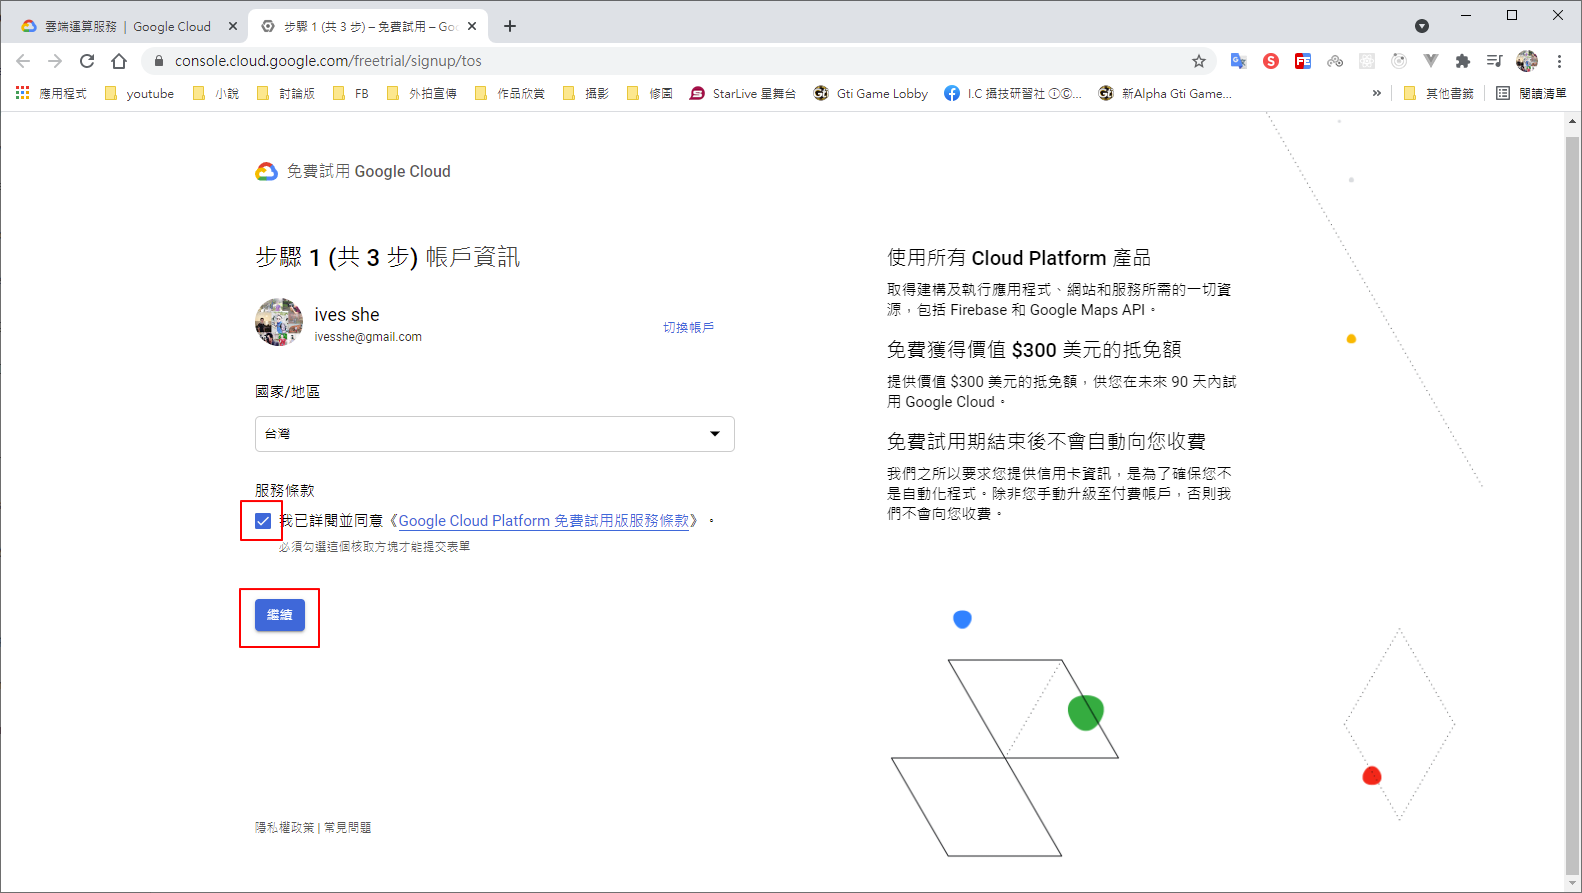 雲端運算服務 | Google Cloud
步驟 1 (共 3 步) – 免費試用 – Goo
console.cloud.google.com/freetrial/signup/tos
應用程式
youtube
小說
討論版
FB
外拍宣傳
作品欣賞
攝影
修圖
StarLive 星舞台
Gti Game Lobby
I.C 攝技研習社 ⓘⒸ...
新Alpha Gti Game...
»
其他書籤
閱讀清單
免費試用 Google Cloud
步驟 1 (共 3 步) 帳戶資訊
ives she
ivesshe@gmail.com
切換帳戶
國家/地區
台灣
服務條款
我已詳閱並同意《Google Cloud Platform 免費試用版服務條款》。
必須勾選這個核取方塊才能提交表單
繼續
隱私權政策 | 常見問題
使用所有 Cloud Platform 產品
取得建構及執行應用程式、網站和服務所需的一切資
源，包括 Firebase 和 Google Maps API。
免費獲得價值 $300 美元的抵免額
提供價值 $300 美元的抵免額，供您在未來 90 天內試
用 Google Cloud。
免費試用期結束後不會自動向您收費
我們之所以要求您提供信用卡資訊，是為了確保您不
是自動化程式。除非您手動升級至付費帳戶，否則我
們不會向您收費。